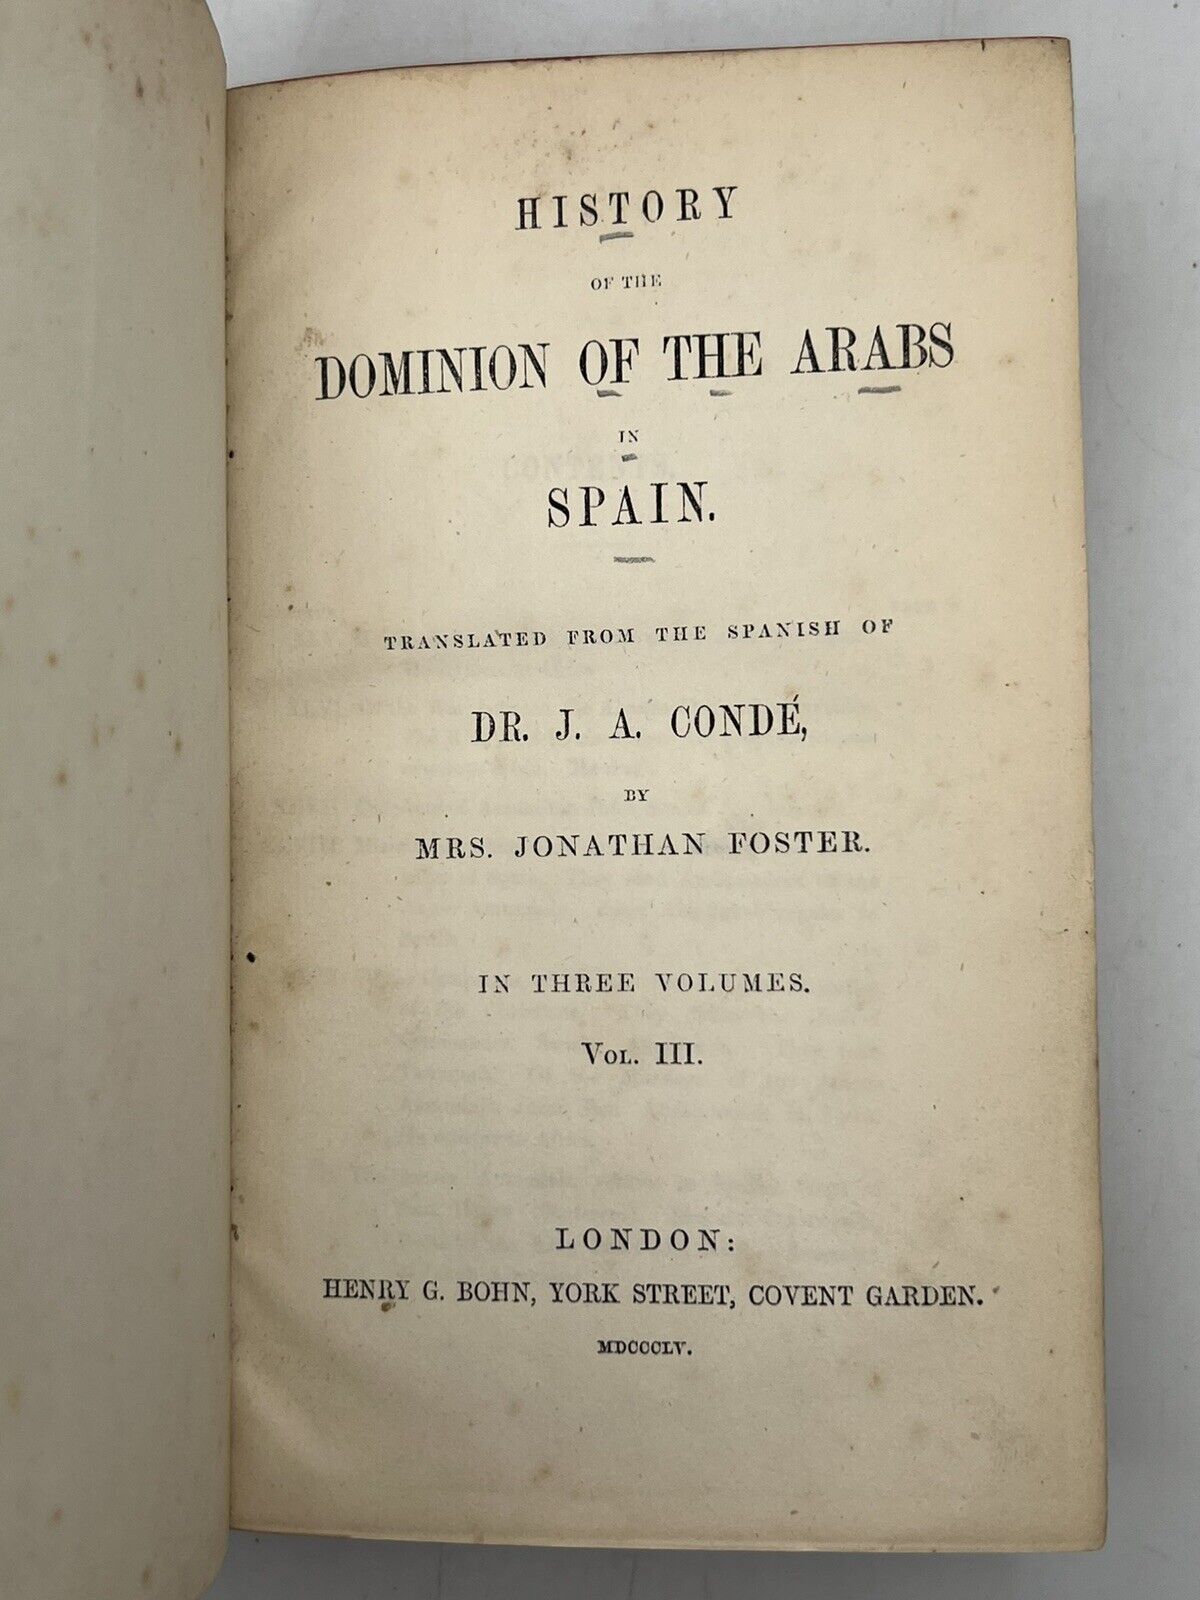 HISTORY
OF THE
DOMINION OF THE ARABS
IN
SPAIN.
TRANSLATED FROM THE SPANISH OF
DR. J. A. CONDÉ,
BY
MRS. JONATHAN FOSTER.
IN THREE VOLUMES.
VOL. III.
LONDON:
HENRY G. BOHN, YORK STREET, COVENT GARDEN.
MDCCCLV.